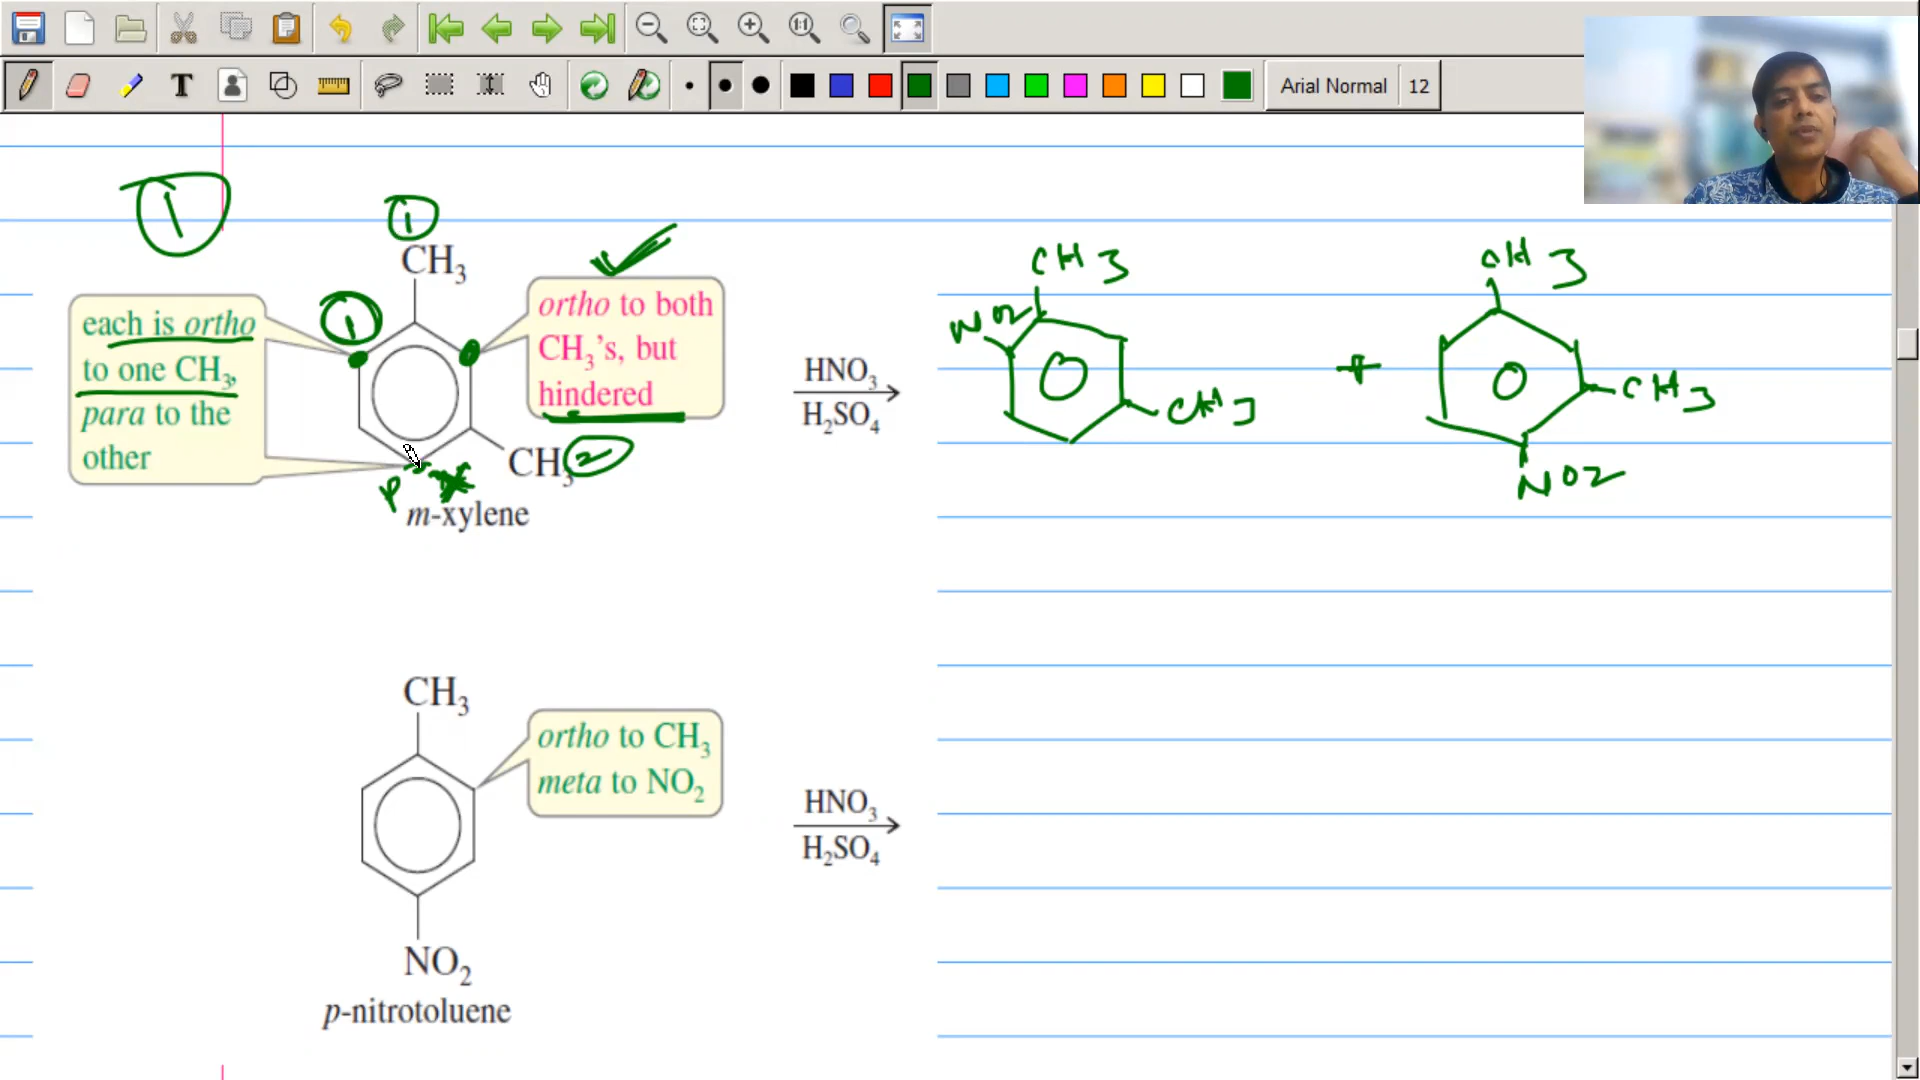 T
1:1
Arial Normal 12
1
1
CH3
ortho to both
CH3's, but
hindered
1
each is ortho
to one CH3,
para to the
other
CH3
2
P
m-xylene
HNO3
H2SO4
CH3
NO2
CH3
+
CH3
CH3
NO2
CH3
ortho to CH3
meta to NO2
HNO3
H2SO4
NO2
p-nitrotoluene